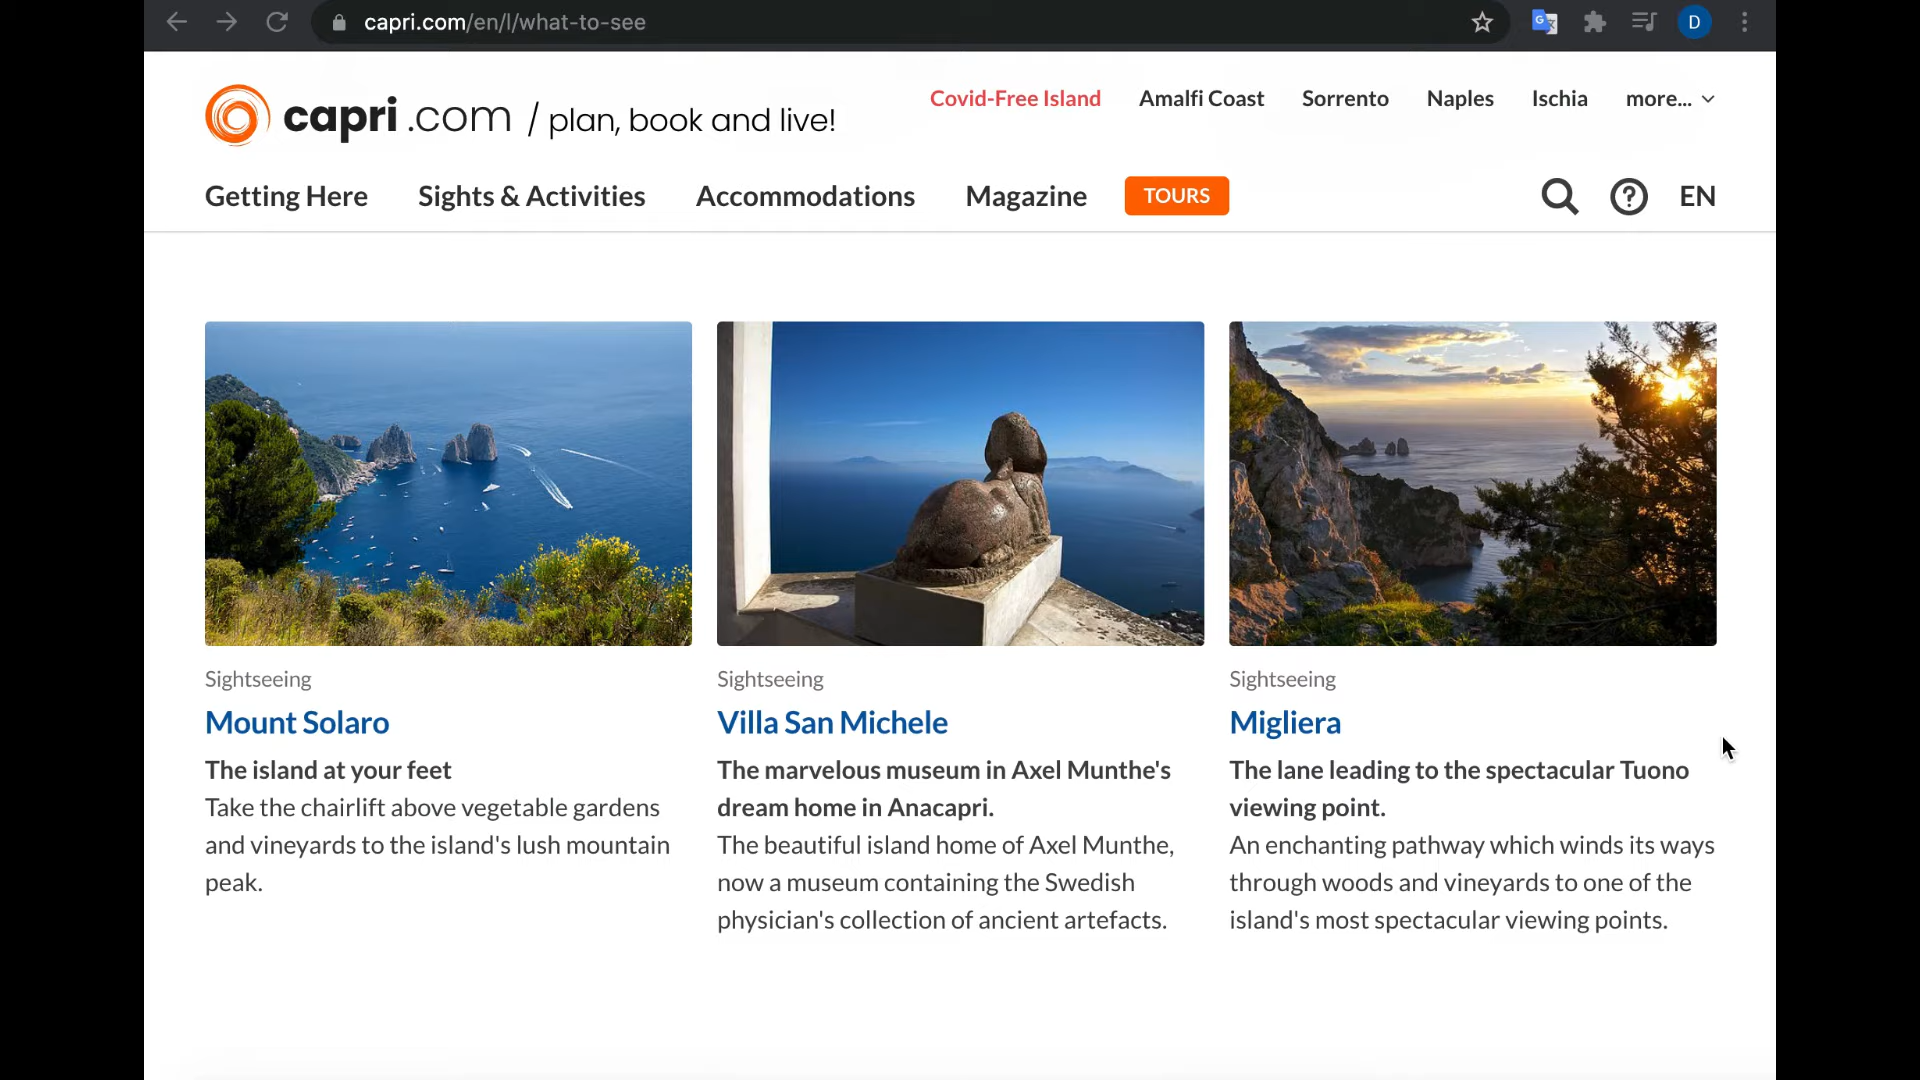 capri.com/en/l/what-to-see
D
capri .com / plan, book and live!
Covid-Free Island Amalfi Coast Sorrento Naples Ischia more...
Getting Here Sights & Activities Accommodations Magazine TOURS EN
Sightseeing
Mount Solaro
The island at your feet
Take the chairlift above vegetable gardens
and vineyards to the island's lush mountain
peak.
Sightseeing
Villa San Michele
The marvelous museum in Axel Munthe's
dream home in Anacapri.
The beautiful island home of Axel Munthe,
now a museum containing the Swedish
physician's collection of ancient artefacts.
Sightseeing
Migliera
The lane leading to the spectacular Tuono
viewing point.
An enchanting pathway which winds its ways
through woods and vineyards to one of the
island's most spectacular viewing points.